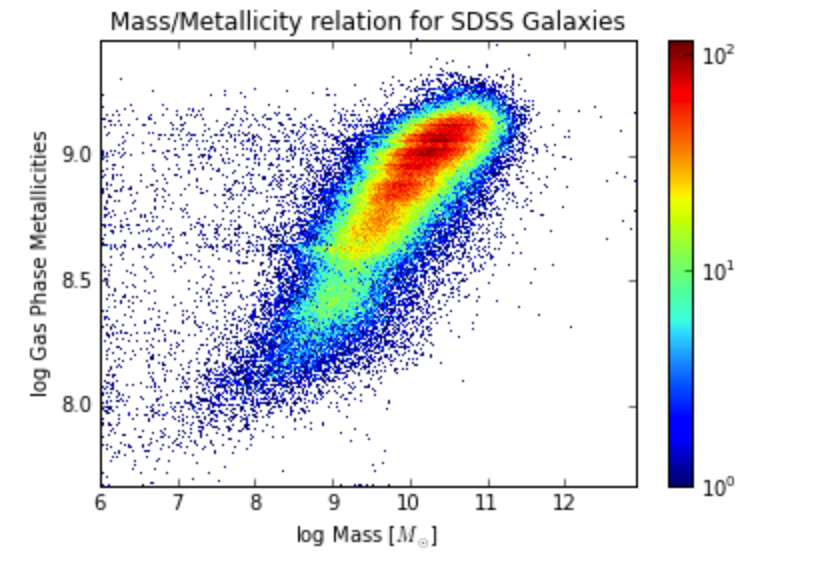 Mass/Metallicity relation for SDSS Galaxies
log Gas Phase Metallicities
9.0
8.5
8.0
6 7 8 9 10 11 12
log Mass [M☉]
10²
10¹
10⁰